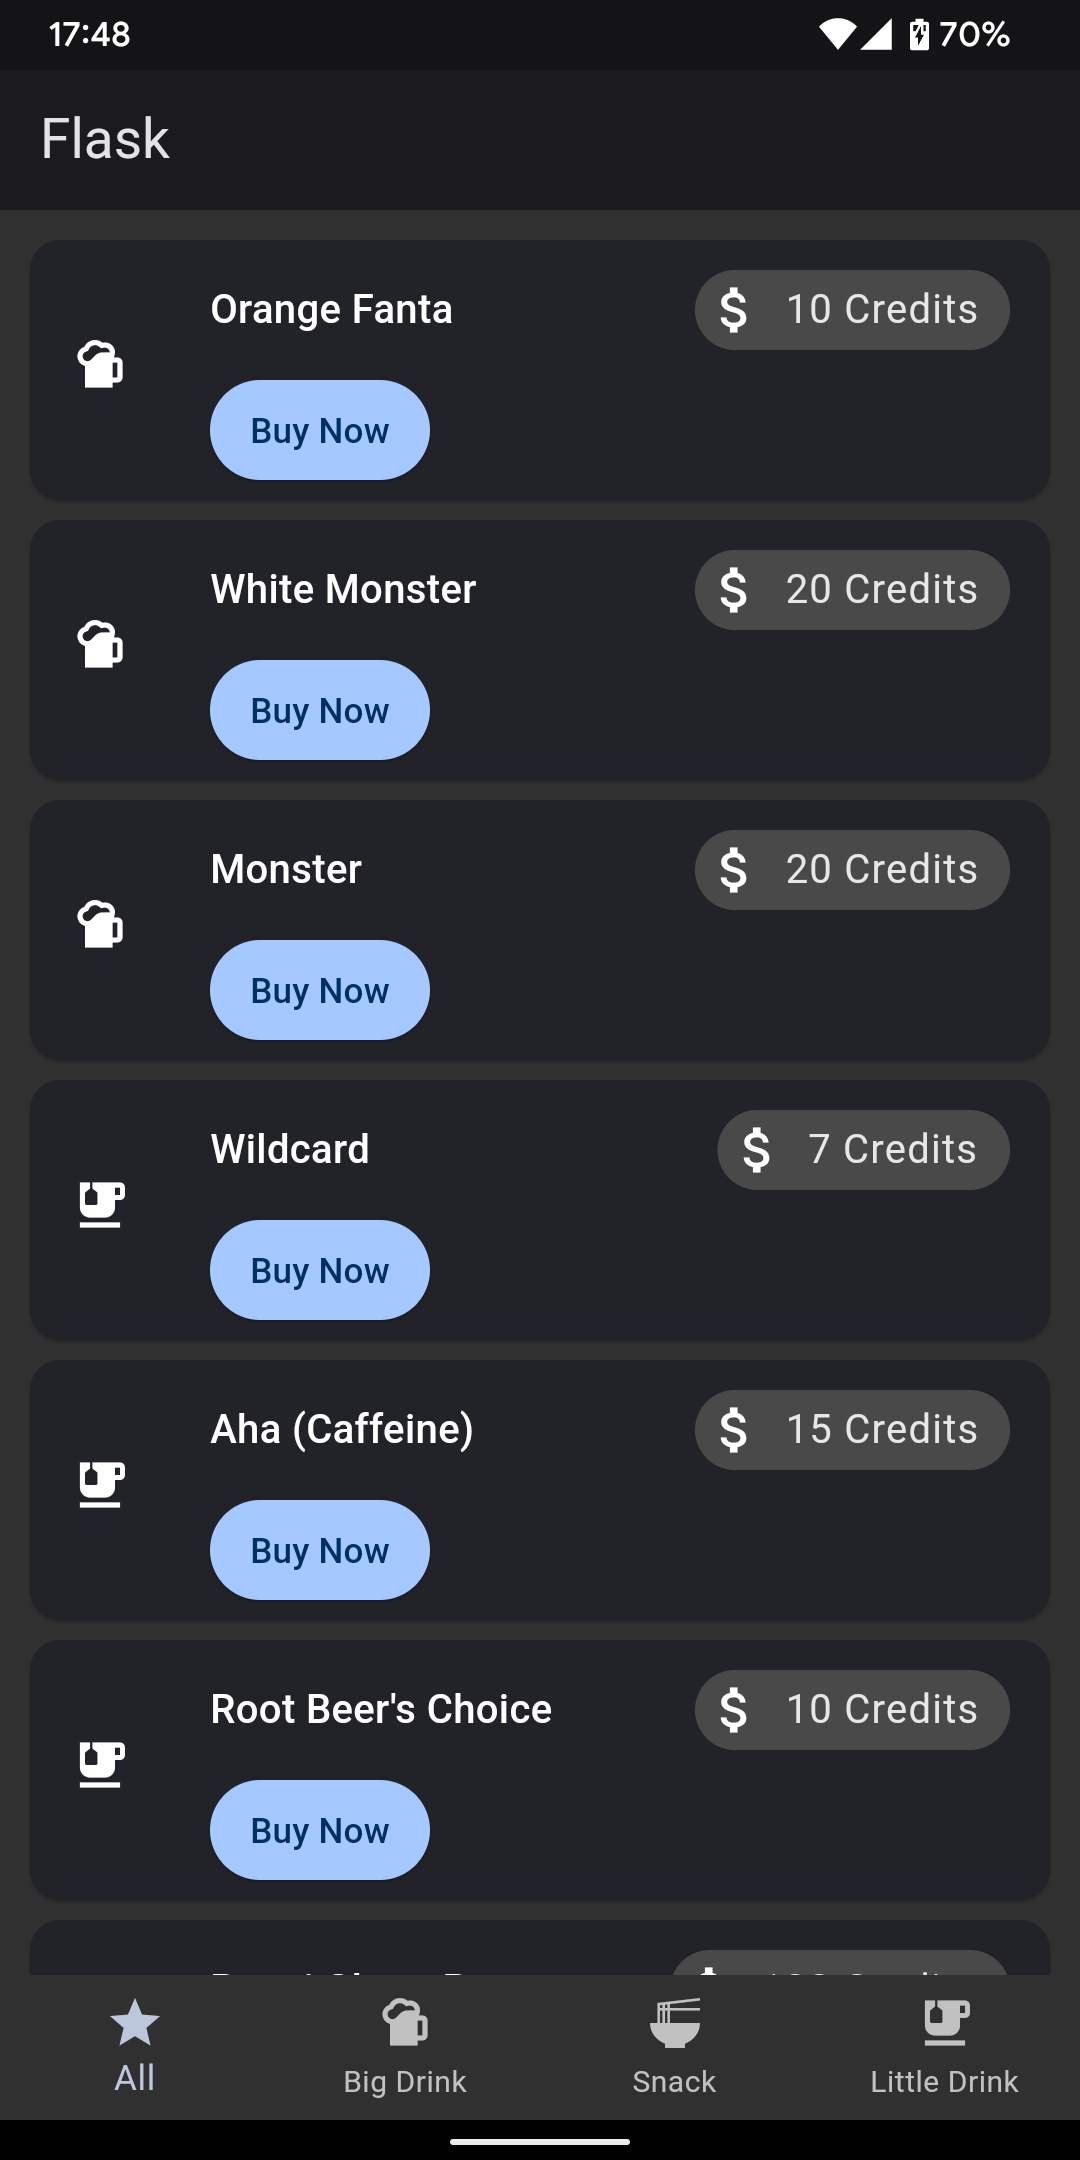 17:48
70%
Flask
Orange Fanta
$ 10 Credits
Buy Now
White Monster
$ 20 Credits
Buy Now
Monster
$ 20 Credits
Buy Now
Wildcard
$ 7 Credits
Buy Now
Aha (Caffeine)
$ 15 Credits
Buy Now
Root Beer's Choice
$ 10 Credits
Buy Now
All
Big Drink
Snack
Little Drink